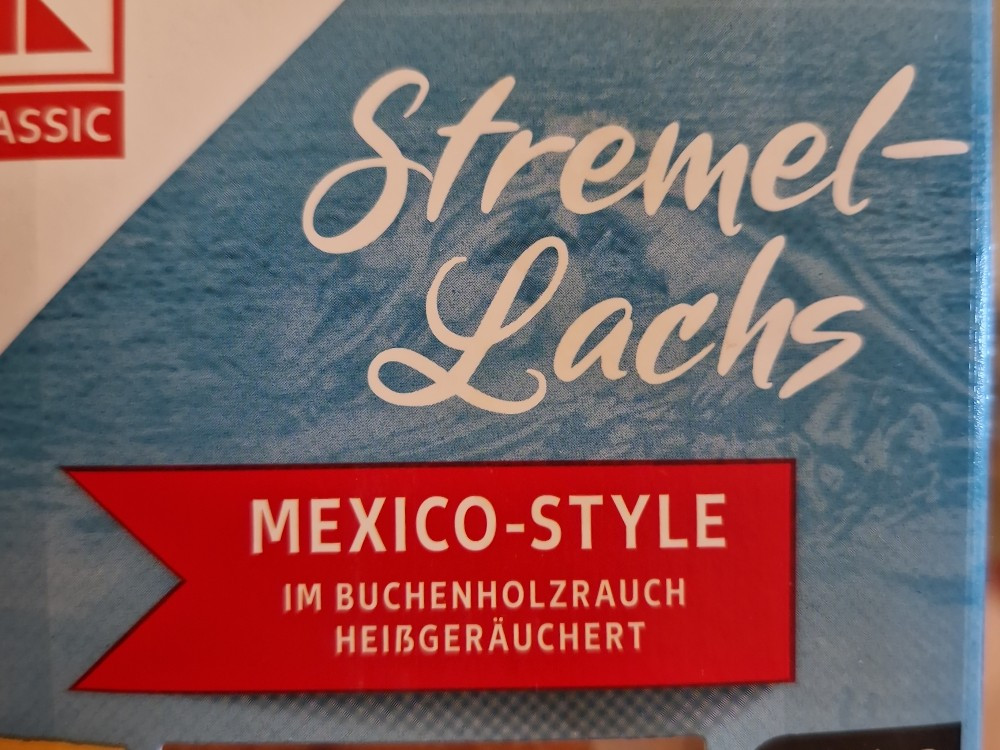 ASSIC
Stremel-
Lachs
MEXICO-STYLE
IM BUCHENHOLZRAUCH
HEIßGERÄUCHERT